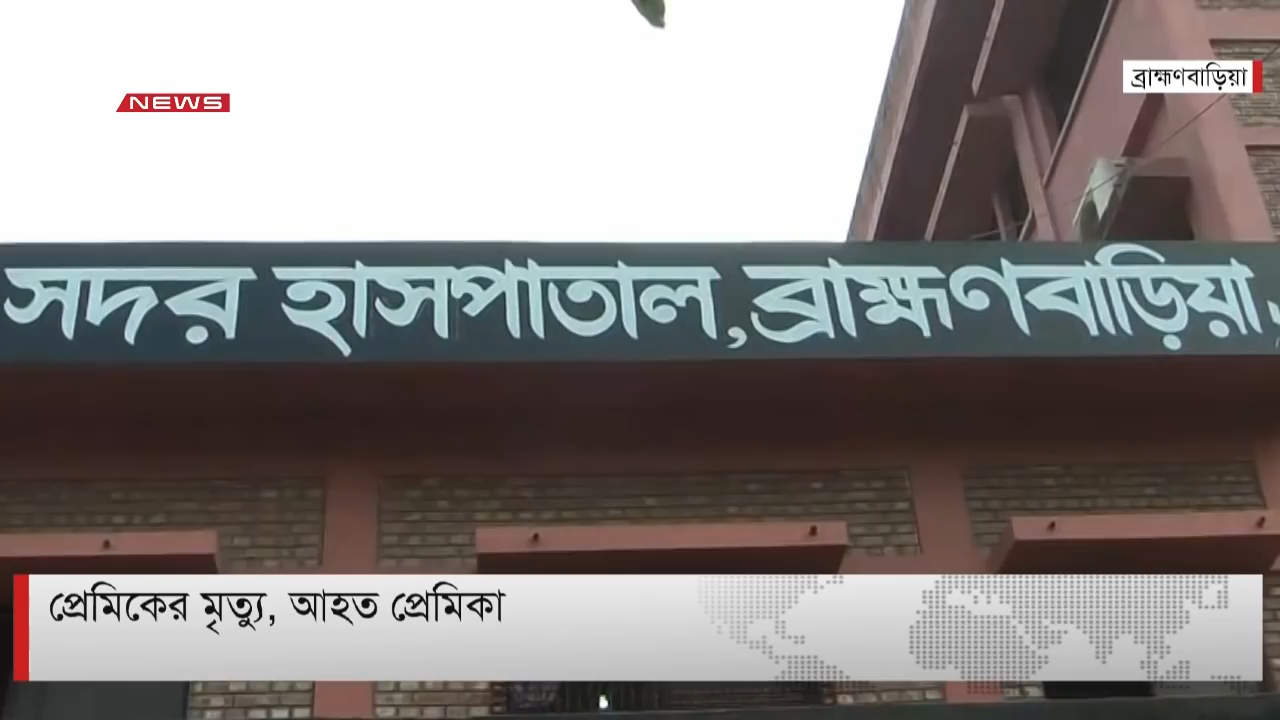 NEWS
ব্রাহ্মণবাড়িয়া
সদর হাসপাতাল, ব্রাহ্মণবাড়িয়া
প্রেমিকের মৃত্যু, আহত প্রেমিকা